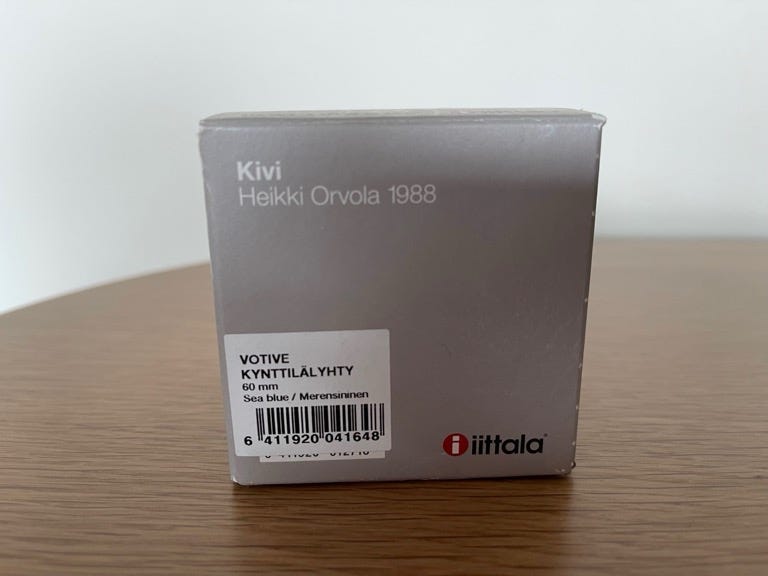 Kivi
Heikki Orvola 1988
VOTIVE
KYNTTILÄLYHTY
60 mm
Sea blue / Merensininen
6 411920 041648
iittala